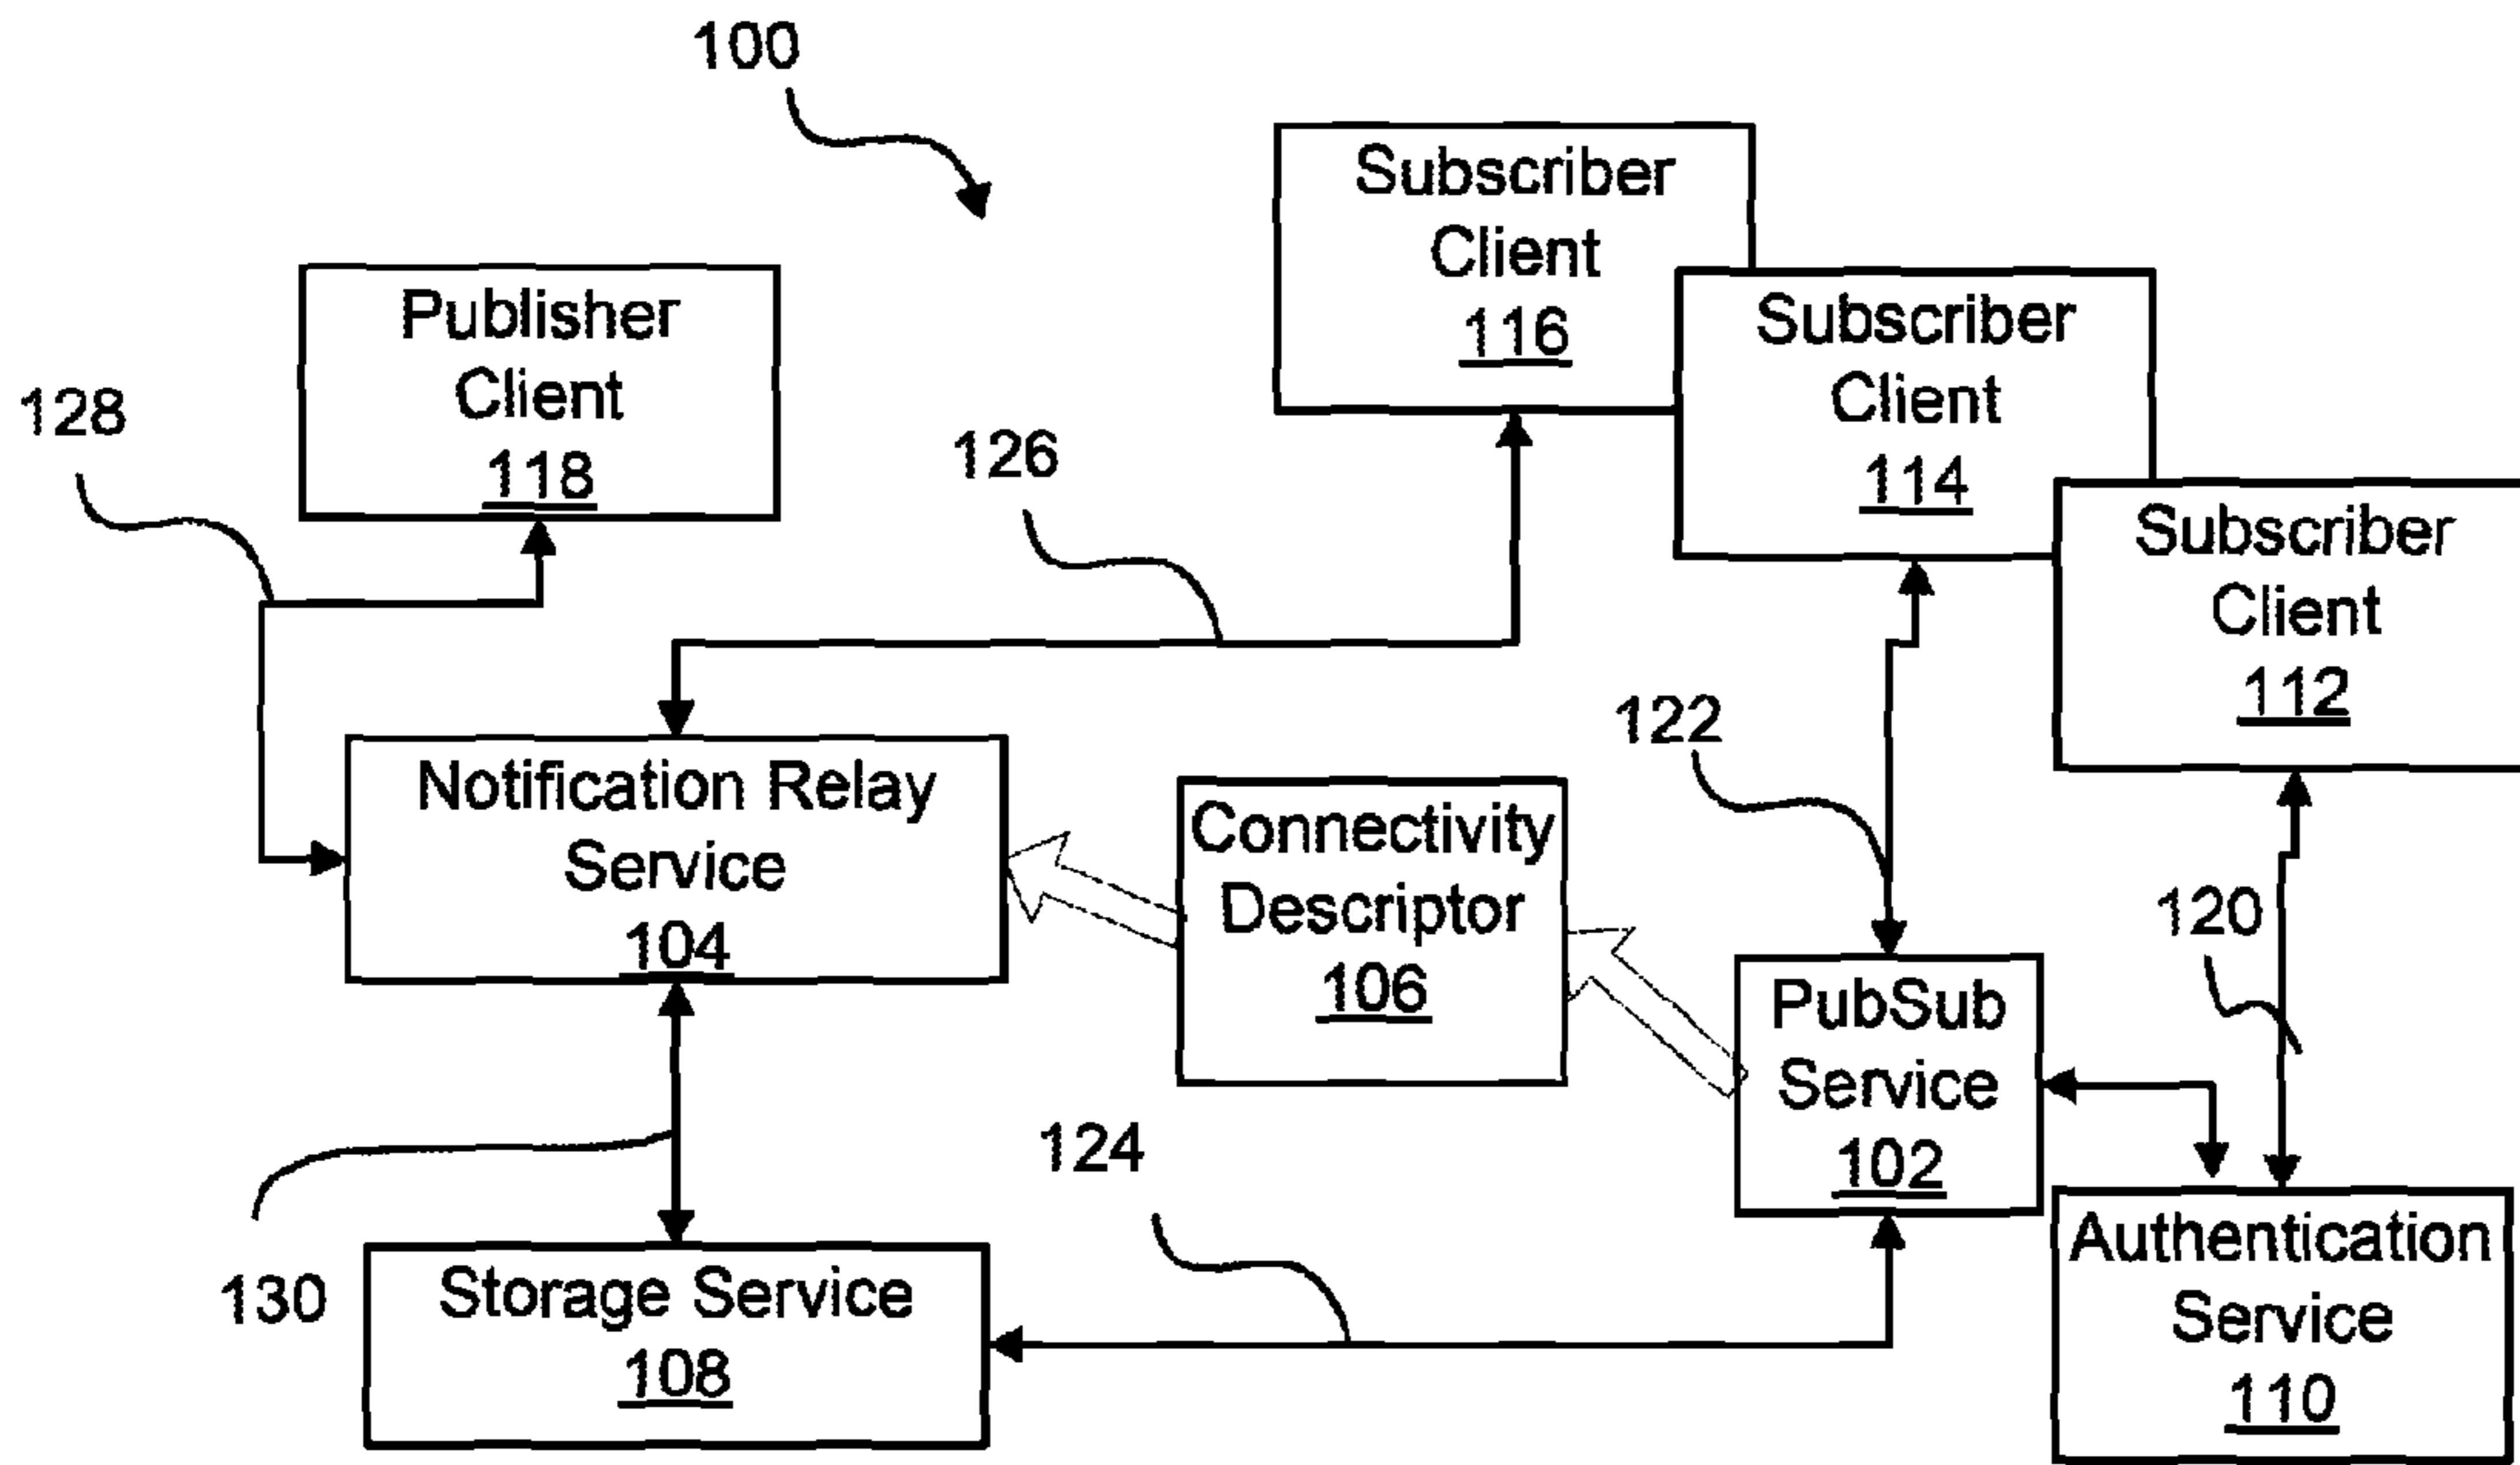 100
Subscriber
Client
116
Publisher
Client
118
Subscriber
Client
114
128
126
Subscriber
Client
112
122
Notification Relay
Service
104
Connectivity
Descriptor
106
120
PubSub
Service
102
124
130
Storage Service
108
Authentication
Service
110